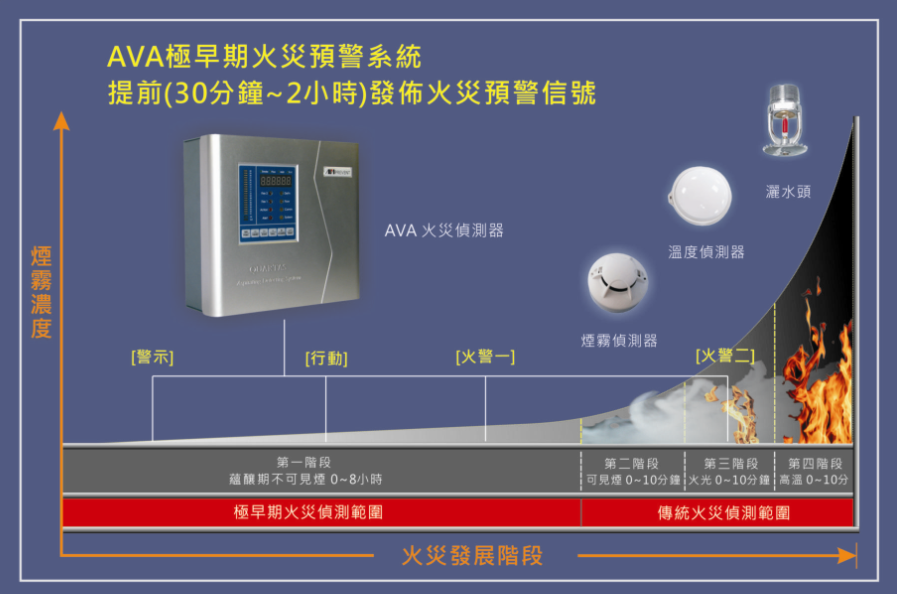 AVA極早期火災預警系統
提前(30分鐘~2小時)發佈火災預警信號
灑水頭
AVA 火災偵測器
溫度偵測器
煙霧濃度
煙霧偵測器
[警示]
[行動]
[火警一]
[火警二]
第一階段
蘊釀期不可見煙 0~8小時
第二階段
可見煙 0~10分鐘
第三階段
火光 0~10分鐘
第四階段
高溫 0~10分
極早期火災偵測範圍
傳統火災偵測範圍
火災發展階段